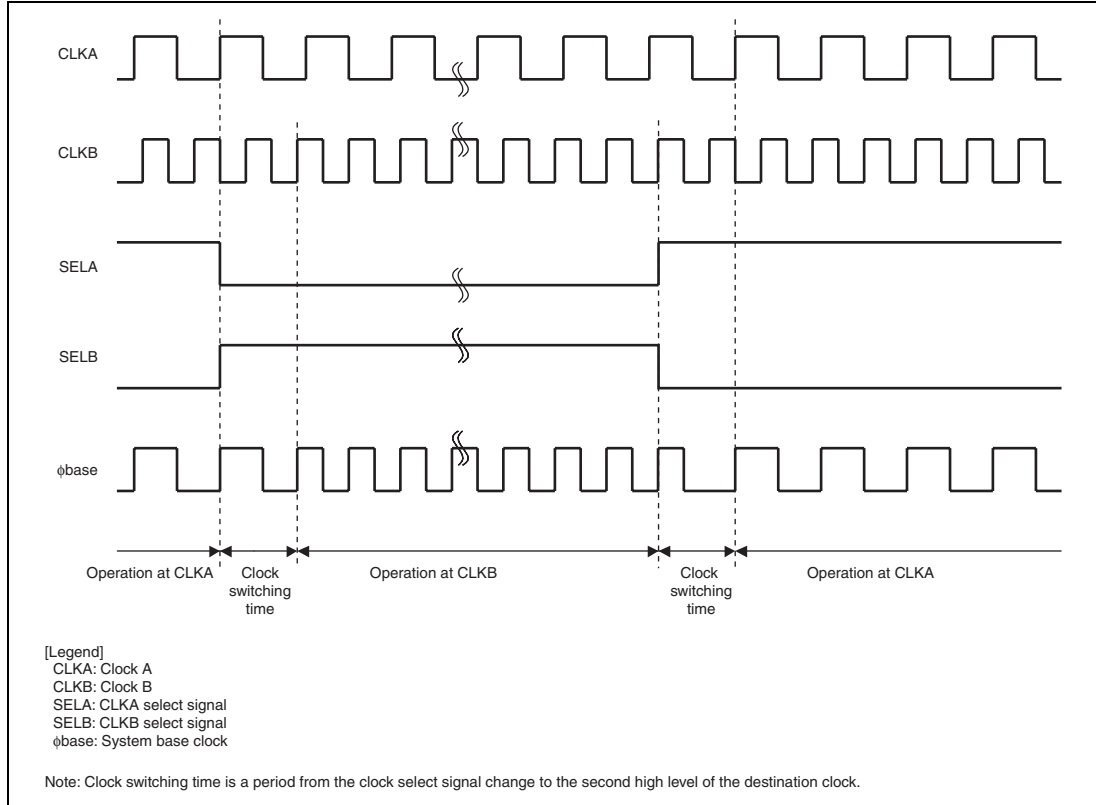 CLKA
CLKB
SELA
SELB
ϕbase
Operation at CLKA
Clock
switching
time
Operation at CLKB
Clock
switching
time
Operation at CLKA
[Legend]
CLKA: Clock A
CLKB: Clock B
SELA: CLKA select signal
SELB: CLKB select signal
ϕbase: System base clock
Note: Clock switching time is a period from the clock select signal change to the second high level of the destination clock.